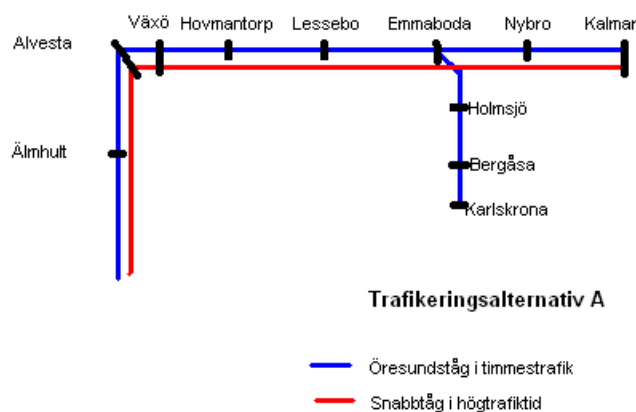 Alvesta
Växö
Hovmantorp
Lessebo
Emmaboda
Nybro
Kalmar
Älmhult
Holmsjö
Bergåsa
Karlskrona
Trafikeringsalternativ A
Öresundståg i timmestrafik
Snabbtåg i högtrafiktid